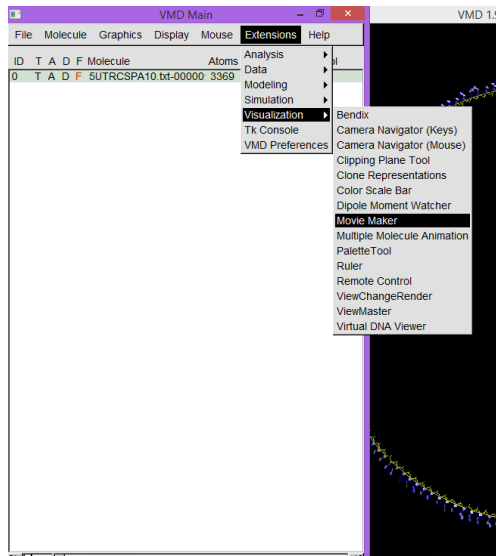 VMD Main
VMD 1.9
File Molecule Graphics Display Mouse Extensions Help
ID T A D F Molecule Atoms
0 T A D F 5UTRCSPA10.txt-00000 3369
Analysis
Data
Modeling
Simulation
Visualization
Tk Console
VMD Preferences
Bendix
Camera Navigator (Keys)
Camera Navigator (Mouse)
Clipping Plane Tool
Clone Representations
Color Scale Bar
Dipole Moment Watcher
Movie Maker
Multiple Molecule Animation
PaletteTool
Ruler
Remote Control
ViewChangeRender
ViewMaster
Virtual DNA Viewer